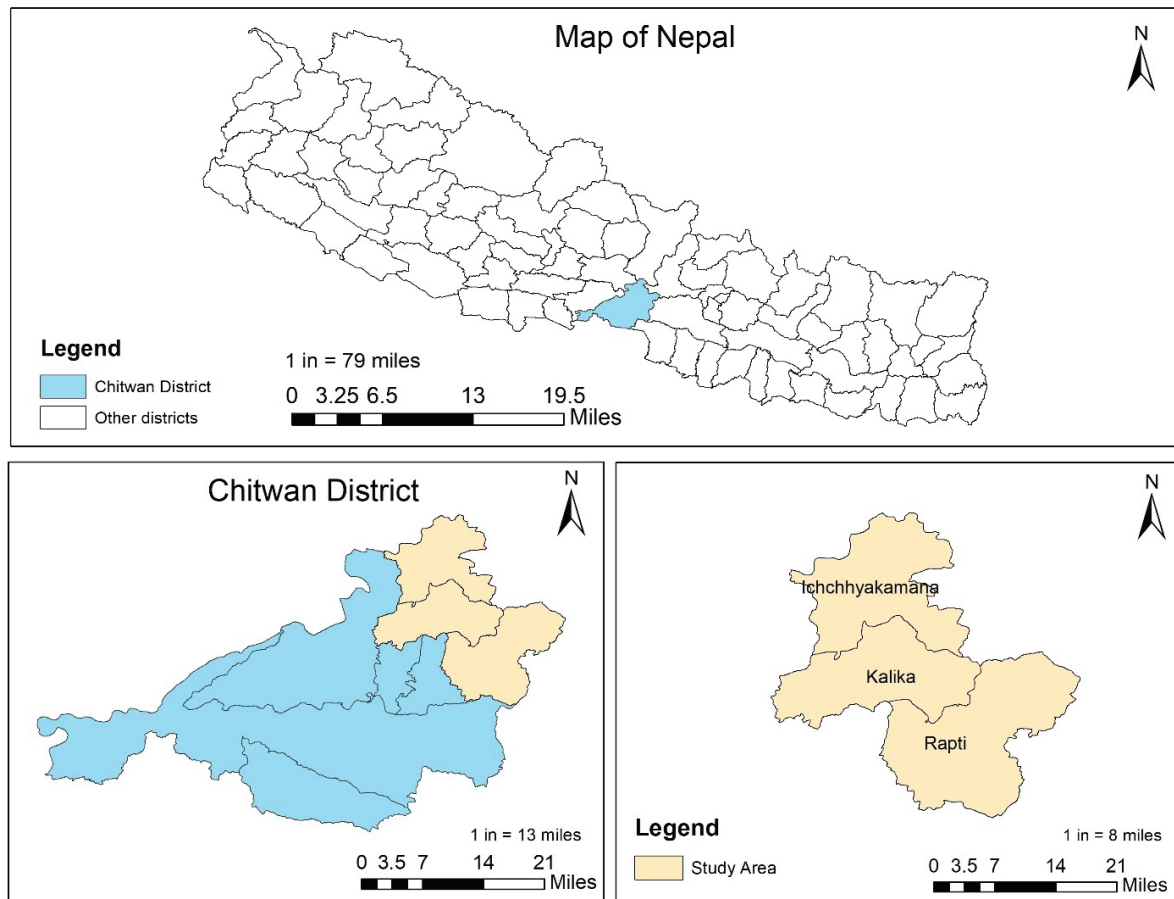 Map of Nepal
N
Legend
Chitwan District
Other districts
1 in = 79 miles
0 3.25 6.5 13 19.5
Miles
Chitwan District
N
1 in = 13 miles
0 3.5 7 14 21
Miles
N
Ichchhyakamana
Kalika
Rapti
Legend
Study Area
1 in = 8 miles
0 3.5 7 14 21
Miles